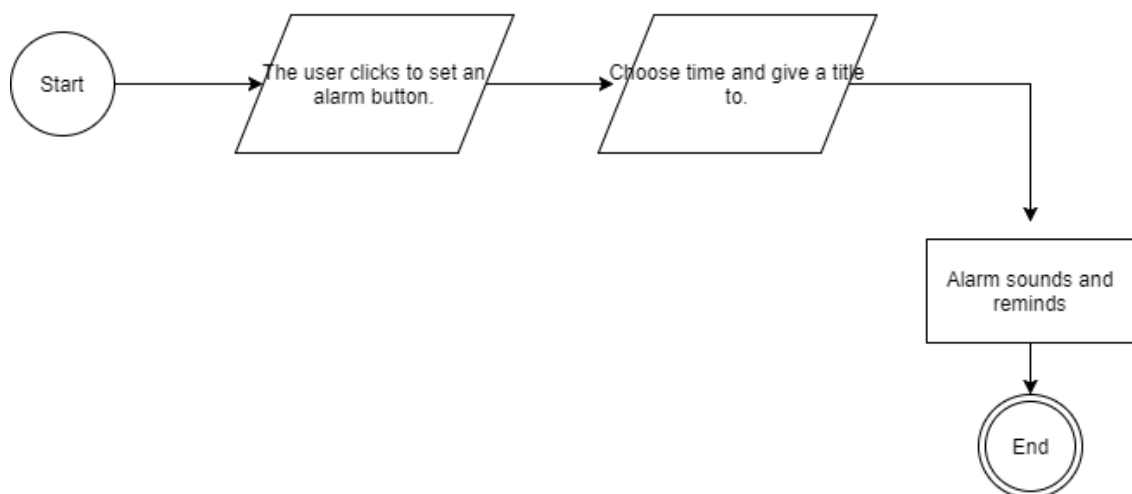 Start
The user clicks to set an
alarm button.
Choose time and give a title
to.
Alarm sounds and
reminds
End